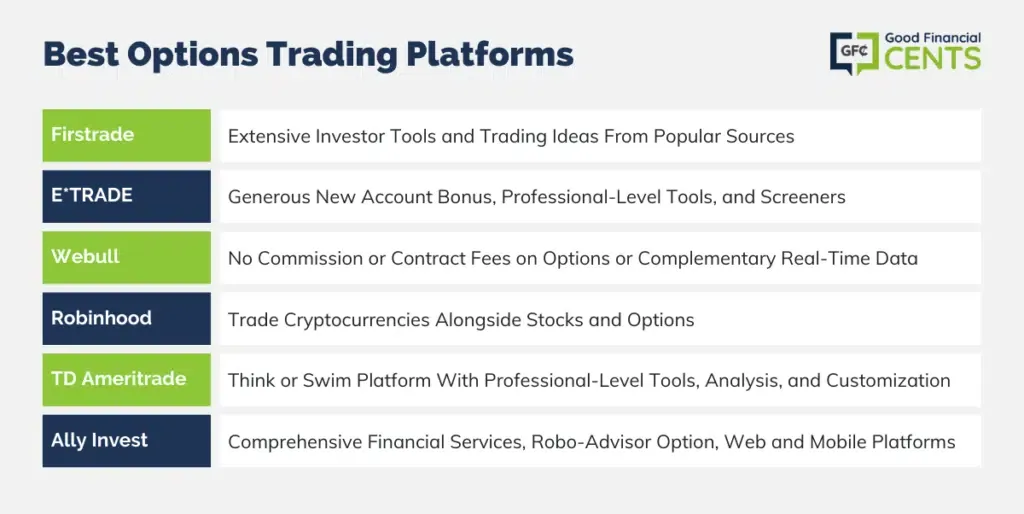 Best Options Trading Platforms
GFC
Good Financial
CENTS
Firstrade
Extensive Investor Tools and Trading Ideas From Popular Sources
E*TRADE
Generous New Account Bonus, Professional-Level Tools, and Screeners
Webull
No Commission or Contract Fees on Options or Complementary Real-Time Data
Robinhood
Trade Cryptocurrencies Alongside Stocks and Options
TD Ameritrade
Think or Swim Platform With Professional-Level Tools, Analysis, and Customization
Ally Invest
Comprehensive Financial Services, Robo-Advisor Option, Web and Mobile Platforms